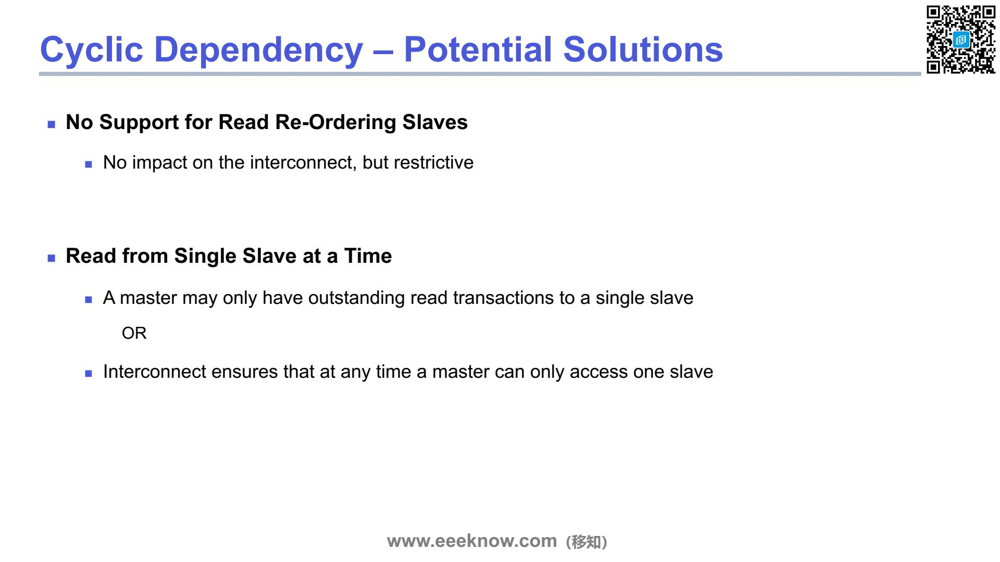 Cyclic Dependency – Potential Solutions
No Support for Read Re-Ordering Slaves
No impact on the interconnect, but restrictive
Read from Single Slave at a Time
A master may only have outstanding read transactions to a single slave
OR
Interconnect ensures that at any time a master can only access one slave
www.eeeknow.com (移知)